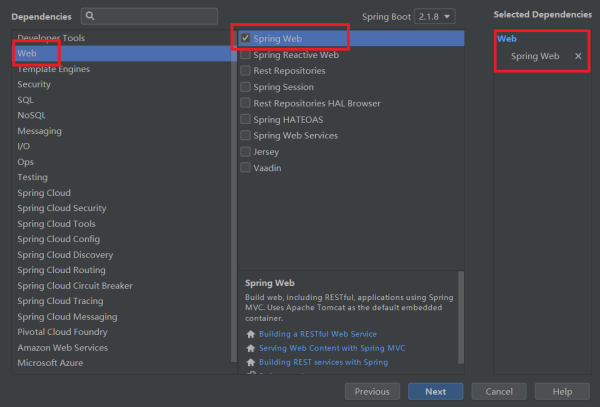 Dependencies
Spring Boot 2.1.8
Selected Dependencies
Developer Tools
Web
Template Engines
Security
SQL
NoSQL
Messaging
I/O
Ops
Testing
Spring Cloud
Spring Cloud Security
Spring Cloud Tools
Spring Cloud Config
Spring Cloud Discovery
Spring Cloud Routing
Spring Cloud Circuit Breaker
Spring Cloud Tracing
Spring Cloud Messaging
Pivotal Cloud Foundry
Amazon Web Services
Microsoft Azure
Spring Web
Spring Reactive Web
Rest Repositories
Spring Session
Rest Repositories HAL Browser
Spring HATEOAS
Spring Web Services
Jersey
Vaadin
Spring Web
Build web, including RESTful, applications using Spring
MVC. Uses Apache Tomcat as the default embedded
container.
Building a RESTful Web Service
Serving Web Content with Spring MVC
Building REST services with Spring
Web
Spring Web
Previous
Next
Cancel
Help